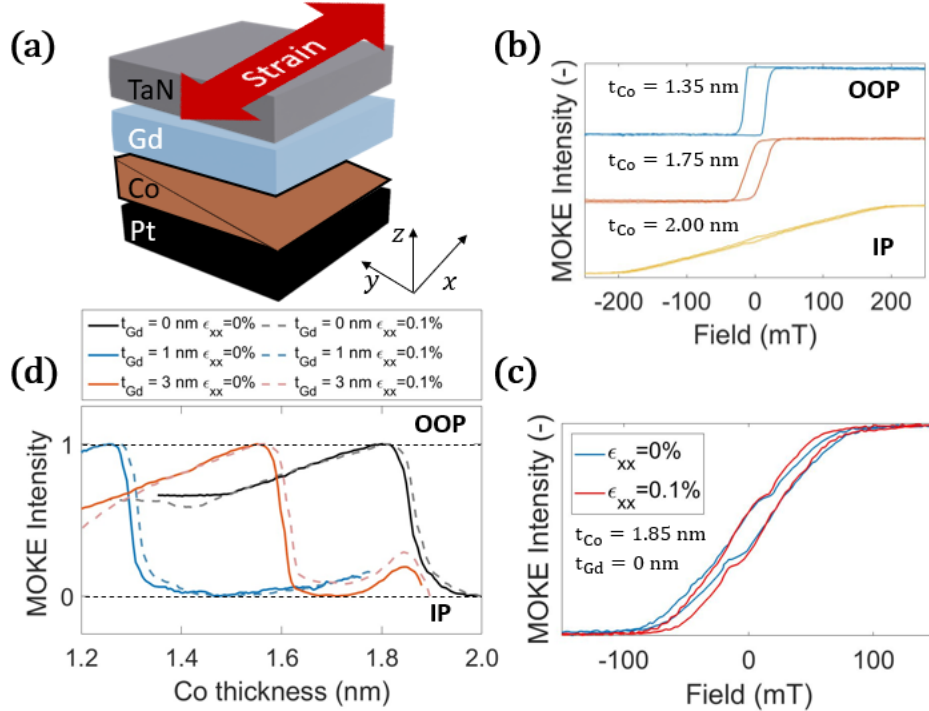 (a)
Strain
TaN
Gd
Co
Pt
z
y
x
(b)
MOKE Intensity (-)
t_Co = 1.35 nm
OOP
t_Co = 1.75 nm
t_Co = 2.00 nm
IP
-200 -100 0 100 200
Field (mT)
(d)
t_Gd = 0 nm ϵ_xx=0% t_Gd = 0 nm ϵ_xx=0.1%
t_Gd = 1 nm ϵ_xx=0% t_Gd = 1 nm ϵ_xx=0.1%
t_Gd = 3 nm ϵ_xx=0% t_Gd = 3 nm ϵ_xx=0.1%
OOP
1
MOKE Intensity
0
IP
1.2 1.4 1.6 1.8 2.0
Co thickness (nm)
(c)
MOKE Intensity (-)
ϵ_xx=0%
ϵ_xx=0.1%
t_Co = 1.85 nm
t_Gd = 0 nm
-100 0 100
Field (mT)